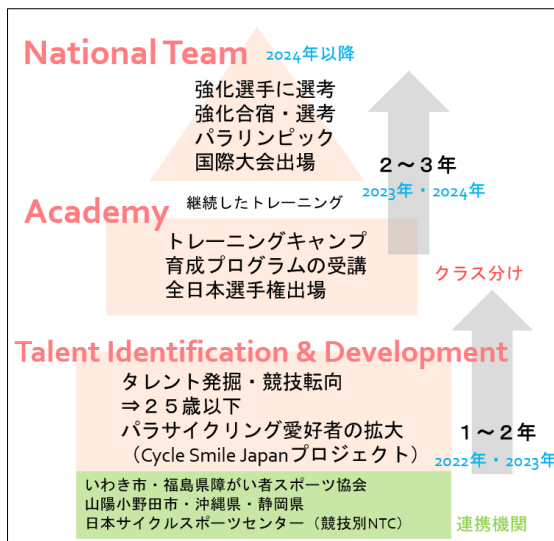 National Team 2024年以降
強化選手に選考
強化合宿・選考
パラリンピック
国際大会出場
2～3年
2023年・2024年
Academy 継続したトレーニング
トレーニングキャンプ
育成プログラムの受講
全日本選手権出場
クラス分け
Talent Identification & Development
タレント発掘・競技転向
⇒25歳以下
パラサイクリング愛好者の拡大
（Cycle Smile Japanプロジェクト）
1～2年
2022年・2023年
いわき市・福島県障がい者スポーツ協会
山陽小野田市・沖縄県・静岡県
日本サイクルスポーツセンター（競技別NTC）
連携機関